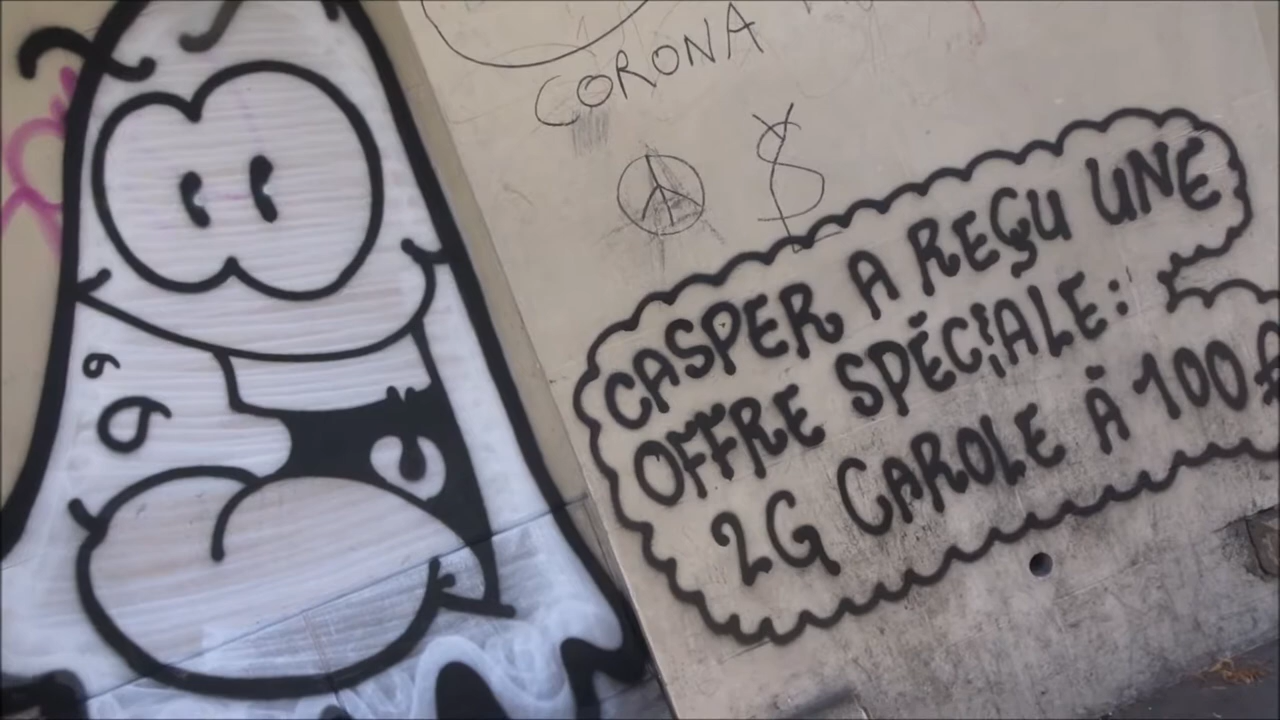 CORONA
$
CASPER A REÇU UNE
OFFRE SPÉCIALE:
2G CAROLE À 100£